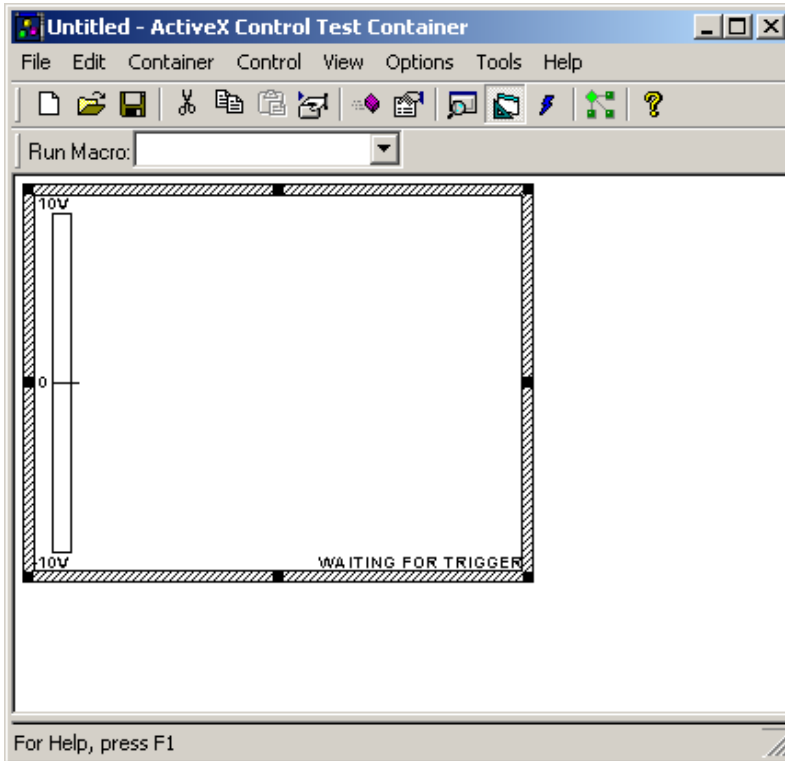 Untitled - ActiveX Control Test Container
File Edit Container Control View Options Tools Help
Run Macro:
10V
0
-10V
WAITING FOR TRIGGER
For Help, press F1